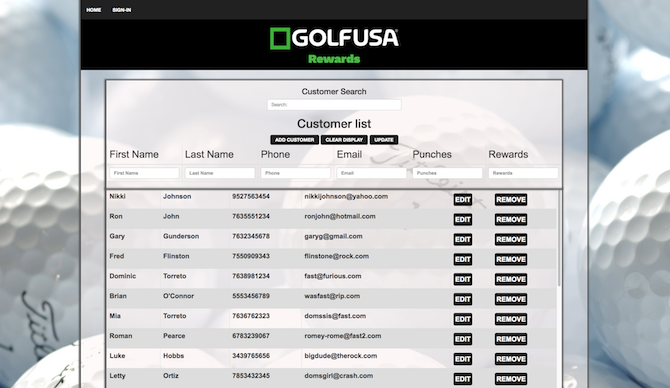 HOME SIGN-IN
GOLFUSA
Rewards
Customer Search
Search:
Customer list
ADD CUSTOMER CLEAR DISPLAY UPDATE
First Name Last Name Phone Email Punches Rewards
First Name Last Name Phone Email Punches Rewards
Nikki Johnson 9527563454 nikkijohnson@yahoo.com EDIT REMOVE
Ron John 7635551234 ronjohn@hotmail.com EDIT REMOVE
Gary Gunderson 7632345678 garyg@gmail.com EDIT REMOVE
Fred Flinston 7550909343 flinstone@rock.com EDIT REMOVE
Dominic Torreto 7638981234 fast@furious.com EDIT REMOVE
Brian O'Connor 5553456789 wasfast@rip.com EDIT REMOVE
Mia Torreto 7636762323 domssis@fast.com EDIT REMOVE
Roman Pearce 6783239067 romey-rome@fast2.com EDIT REMOVE
Luke Hobbs 3439765656 bigdude@therock.com EDIT REMOVE
Letty Ortiz 7853432345 domsgirl@crash.com EDIT REMOVE